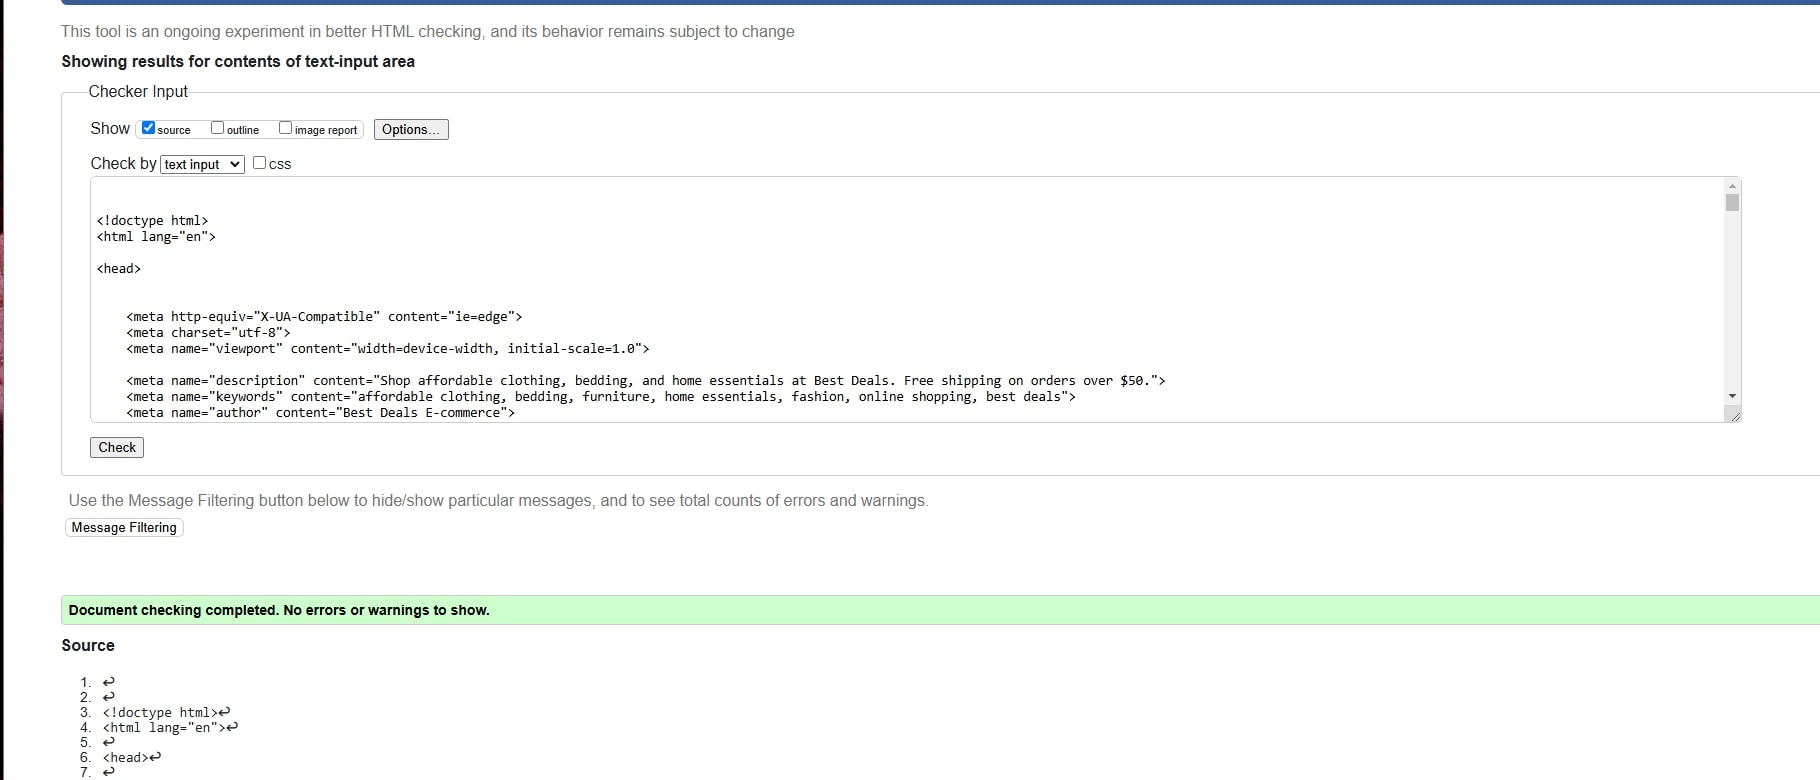 This tool is an ongoing experiment in better HTML checking, and its behavior remains subject to change
Showing results for contents of text-input area
Checker Input
Show source outline image report Options...
Check by text input css
<!doctype html>
<html lang="en">
<head>
<meta http-equiv="X-UA-Compatible" content="ie=edge">
<meta charset="utf-8">
<meta name="viewport" content="width=device-width, initial-scale=1.0">
<meta name="description" content="Shop affordable clothing, bedding, and home essentials at Best Deals. Free shipping on orders over $50.">
<meta name="keywords" content="affordable clothing, bedding, furniture, home essentials, fashion, online shopping, best deals">
<meta name="author" content="Best Deals E-commerce">
Check
Use the Message Filtering button below to hide/show particular messages, and to see total counts of errors and warnings.
Message Filtering
Document checking completed. No errors or warnings to show.
Source
1. ↩
2. ↩
3. <!doctype html>↩
4. <html lang="en">↩
5. ↩
6. <head>↩
7. ↩